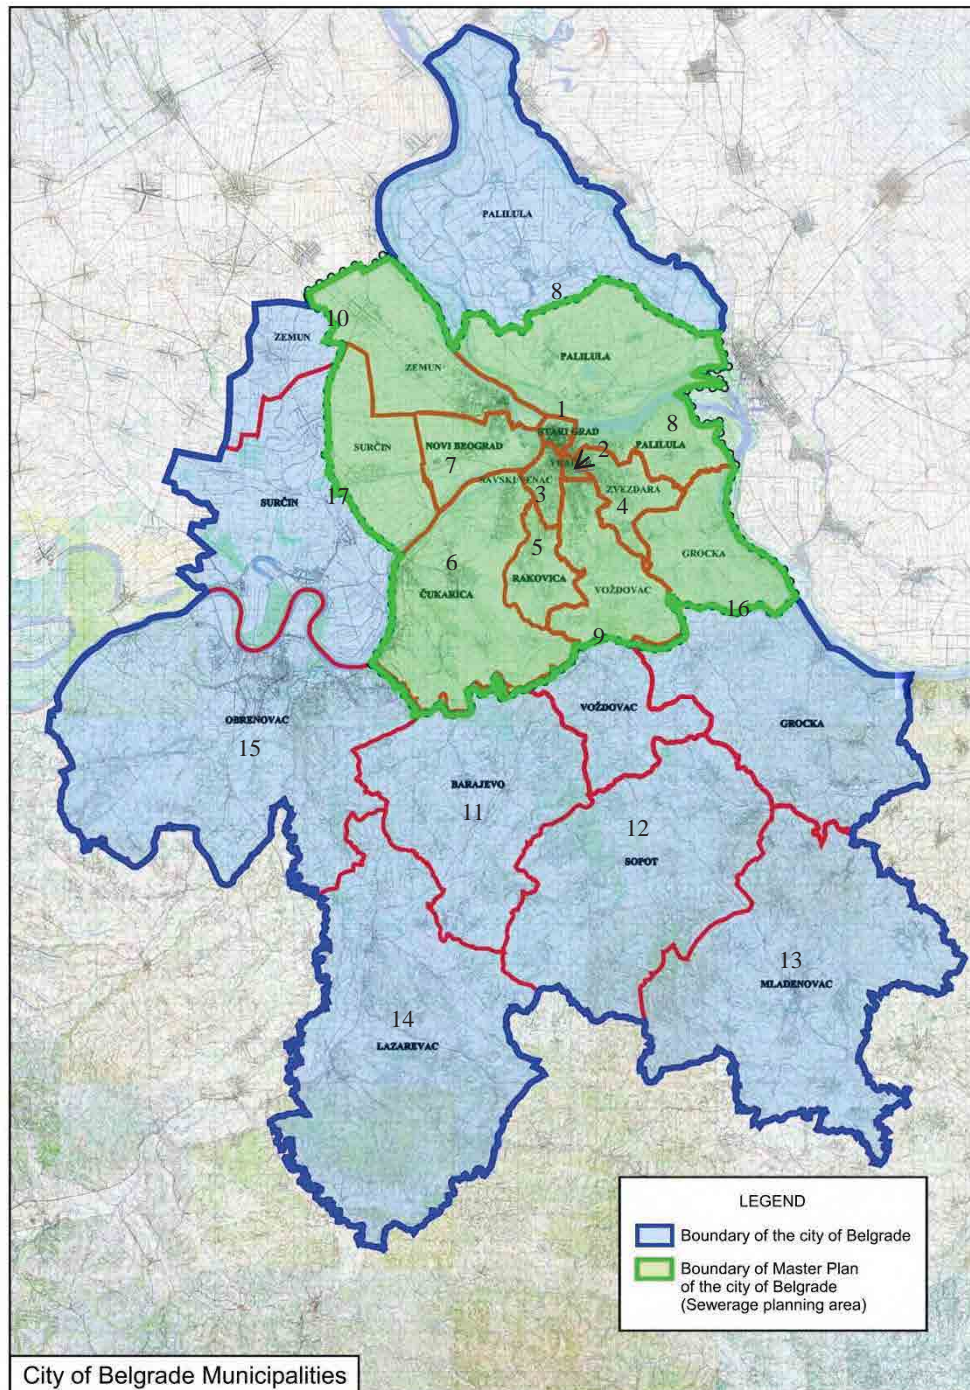 PALILULA
8
10
ZEMUN
PALILULA
ZEMUN
1
STARI GRAD
8
SURČIN
NOVI BEOGRAD
2
PALILULA
7
SAVSKI VENAC
ZVEZDARA
SURČIN
17
3
4
5
GROCKA
6
RAKOVICA
ČUKARICA
VOŽDOVAC
16
9
OBRENOVAC
VOŽDOVAC
GROCKA
15
BARAJEVO
11
12
SOPOT
13
MLADENOVAC
14
LAZAREVAC
LEGEND
Boundary of the city of Belgrade
Boundary of Master Plan
of the city of Belgrade
(Sewerage planning area)
City of Belgrade Municipalities